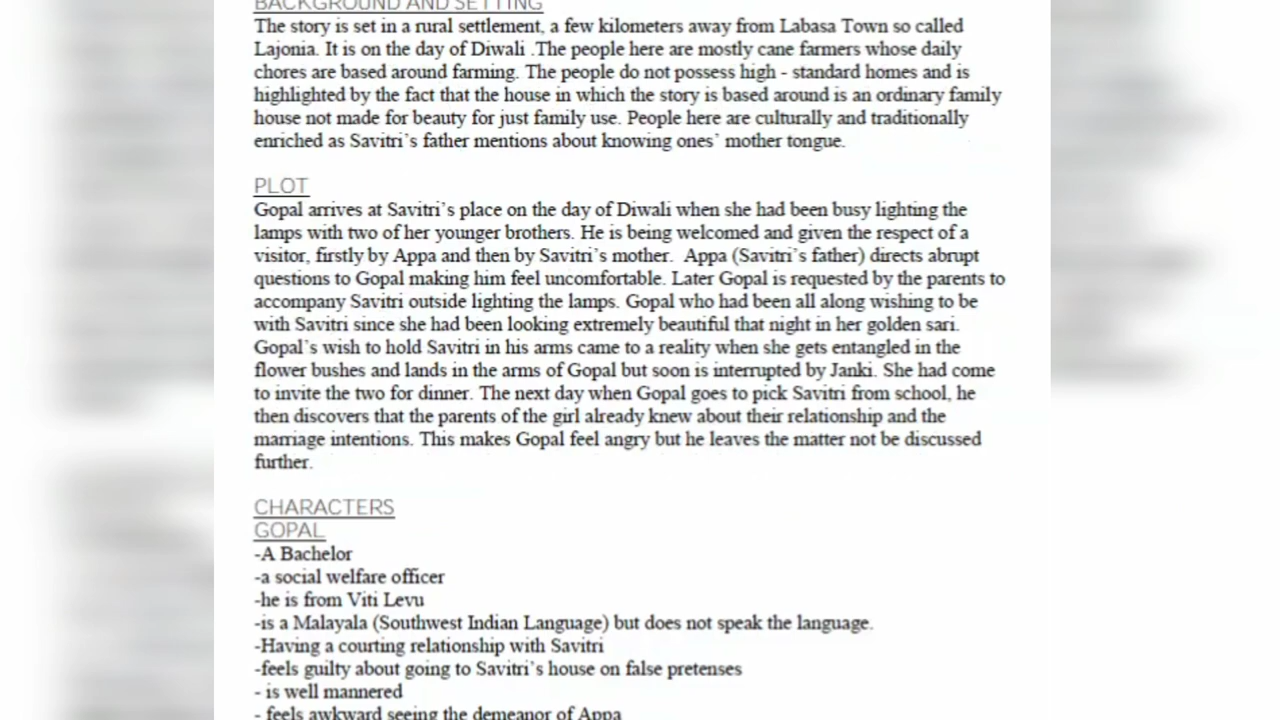 BACKGROUND AND SETTING
The story is set in a rural settlement, a few kilometers away from Labasa Town so called
Lajonia. It is on the day of Diwali .The people here are mostly cane farmers whose daily
chores are based around farming. The people do not possess high - standard homes and is
highlighted by the fact that the house in which the story is based around is an ordinary family
house not made for beauty for just family use. People here are culturally and traditionally
enriched as Savitri's father mentions about knowing ones' mother tongue.
PLOT
Gopal arrives at Savitri's place on the day of Diwali when she had been busy lighting the
lamps with two of her younger brothers. He is being welcomed and given the respect of a
visitor, firstly by Appa and then by Savitri's mother.  Appa (Savitri's father) directs abrupt
questions to Gopal making him feel uncomfortable. Later Gopal is requested by the parents to
accompany Savitri outside lighting the lamps. Gopal who had been all along wishing to be
with Savitri since she had been looking extremely beautiful that night in her golden sari.
Gopal's wish to hold Savitri in his arms came to a reality when she gets entangled in the
flower bushes and lands in the arms of Gopal but soon is interrupted by Janki. She had come
to invite the two for dinner. The next day when Gopal goes to pick Savitri from school, he
then discovers that the parents of the girl already knew about their relationship and the
marriage intentions. This makes Gopal feel angry but he leaves the matter not be discussed
further.
CHARACTERS
GOPAL
-A Bachelor
-a social welfare officer
-he is from Viti Levu
-is a Malayala (Southwest Indian Language) but does not speak the language.
-Having a courting relationship with Savitri
-feels guilty about going to Savitri's house on false pretenses
- is well mannered
- feels awkward seeing the demeanor of Appa